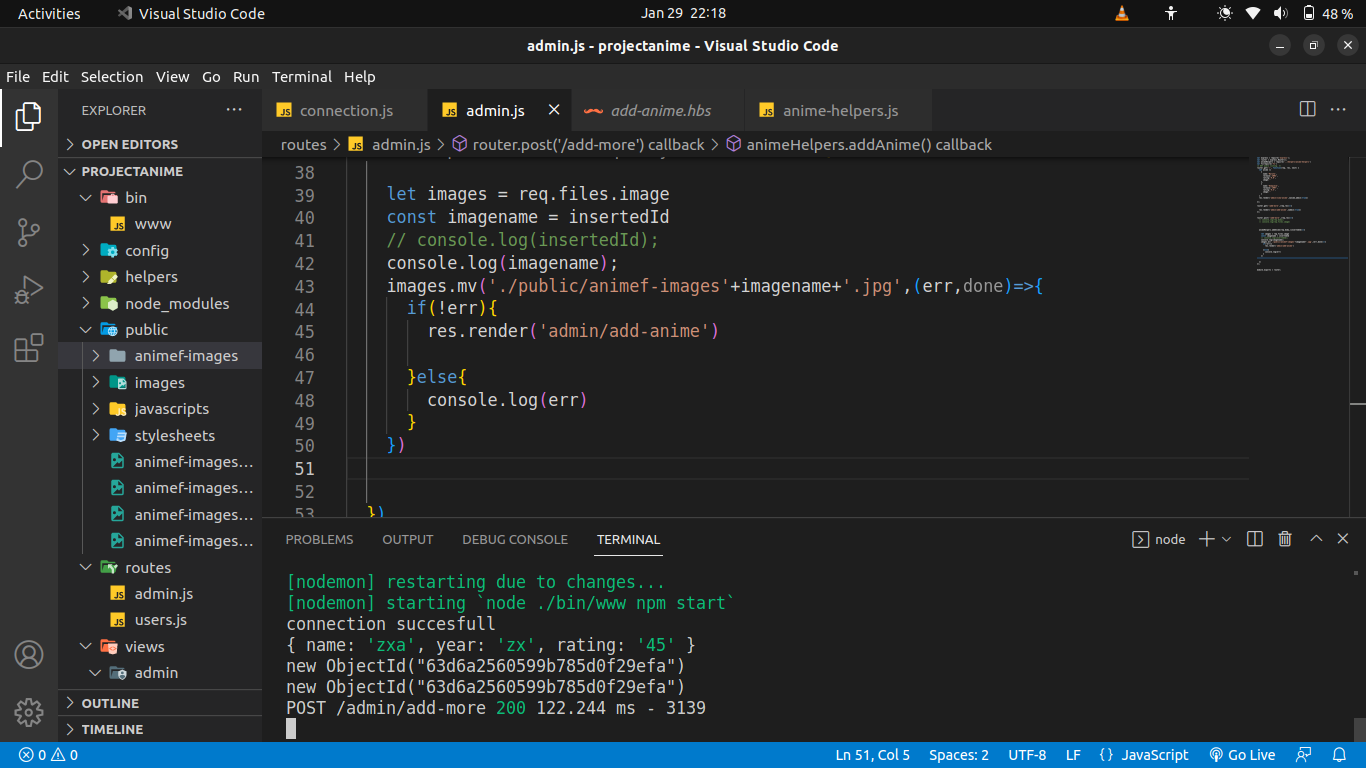 Activities Visual Studio Code Jan 29 22:18 48 %
admin.js - projectanime - Visual Studio Code
File Edit Selection View Go Run Terminal Help
EXPLORER
OPEN EDITORS
PROJECTANIME
bin
www
config
helpers
node_modules
public
animef-images
images
javascripts
stylesheets
animef-images...
animef-images...
animef-images...
animef-images...
routes
admin.js
users.js
views
admin
OUTLINE
TIMELINE
connection.js admin.js add-anime.hbs anime-helpers.js
routes > admin.js > router.post('/add-more') callback > animeHelpers.addAnime() callback
38
39 let images = req.files.image
40 const imagename = insertedId
41 // console.log(insertedId);
42 console.log(imagename);
43 images.mv('./public/animef-images'+imagename+'.jpg',(err,done)=>{
44 if(!err){
45 res.render('admin/add-anime')
46
47 }else{
48 console.log(err)
49 }
50 })
51
52
53 })
PROBLEMS OUTPUT DEBUG CONSOLE TERMINAL node
[nodemon] restarting due to changes...
[nodemon] starting `node ./bin/www npm start`
connection succesfull
{ name: 'zxa', year: 'zx', rating: '45' }
new ObjectId("63d6a2560599b785d0f29efa")
new ObjectId("63d6a2560599b785d0f29efa")
POST /admin/add-more 200 122.244 ms - 3139
0 0 Ln 51, Col 5 Spaces: 2 UTF-8 LF {} JavaScript Go Live